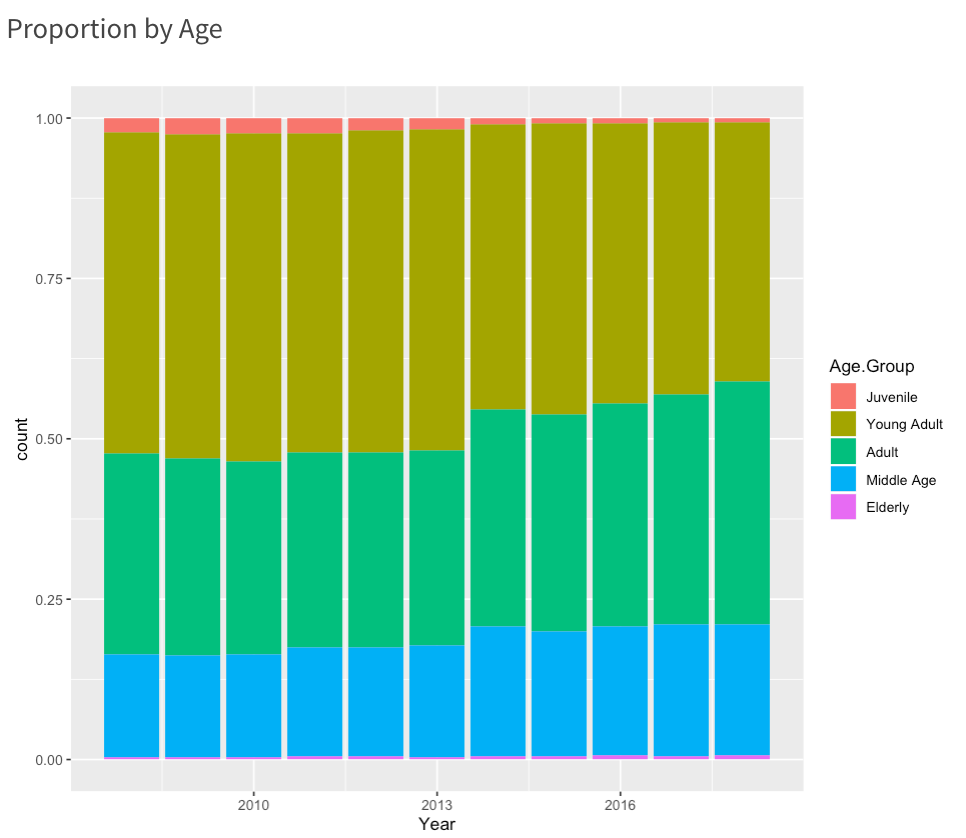 Proportion by Age
1.00
0.75
0.50
0.25
0.00
count
2010 2013 2016
Year
Age.Group
Juvenile
Young Adult
Adult
Middle Age
Elderly